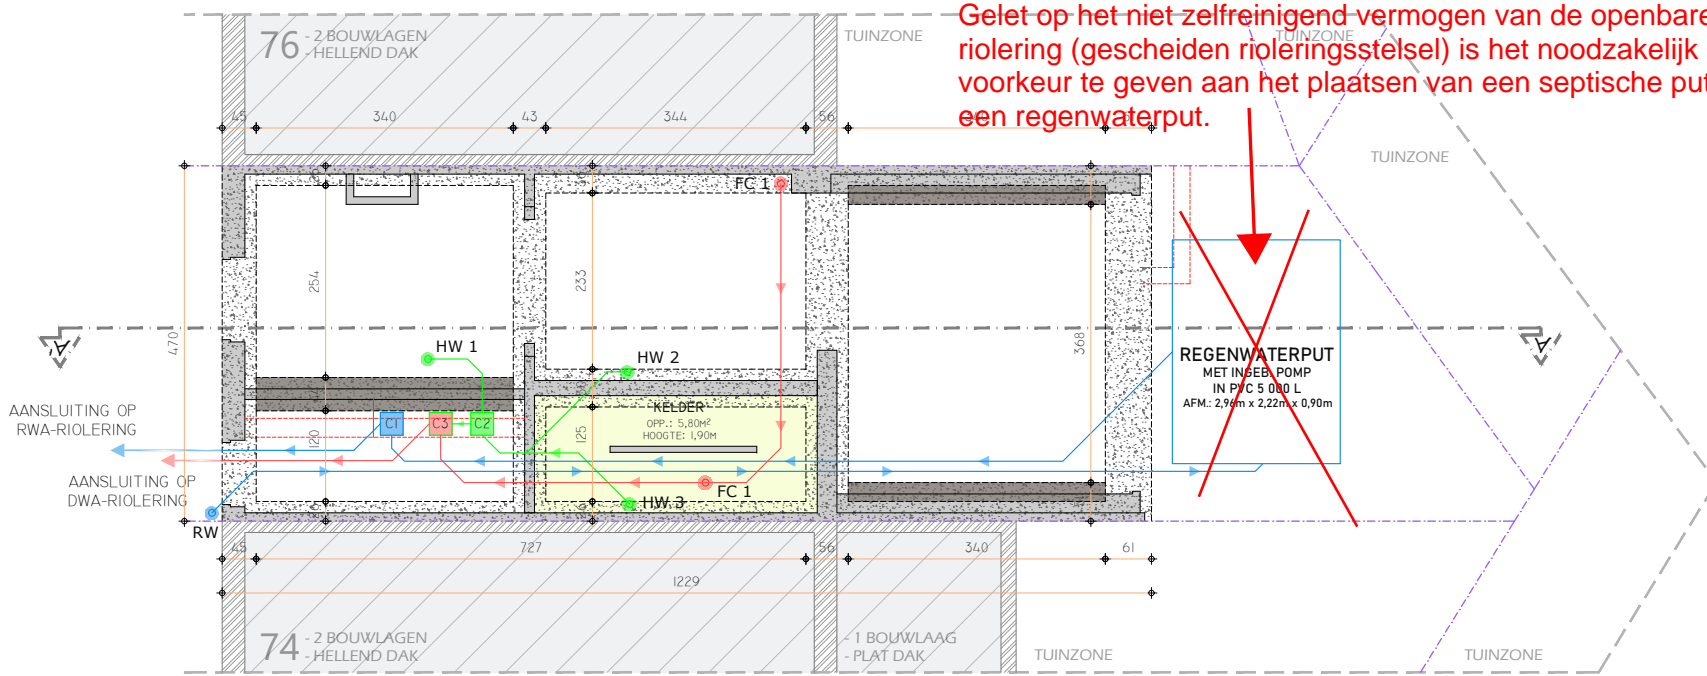 Gelet op het niet zelfreinigend vermogen van de openbare
riolering (gescheiden rioleringsstelsel) is het noodzakelijk
voorkeur te geven aan het plaatsen van een septische put
een regenwaterput.
76 - 2 BOUWLAGEN
- HELLEND DAK
TUINZONE
TUINZONE
TUINZONE
45
340
43
344
56
FC 1
254
233
470
368
HW 1
HW 2
REGENWATERPUT
MET INGEB. POMP
IN PVC 5 000 L
AFM.: 2,96m x 2,22m x 0,90m
A
A
AANSLUITING OP
RWA-RIOLERING
C1
C3
C2
KELDER
OPP.: 5,80M²
HOOGTE: 1,90M
120
125
AANSLUITING OP
DWA-RIOLERING
FC 1
HW 3
RW
45
727
56
340
61
1229
74 - 2 BOUWLAGEN
- HELLEND DAK
- 1 BOUWLAAG
- PLAT DAK
TUINZONE
TUINZONE